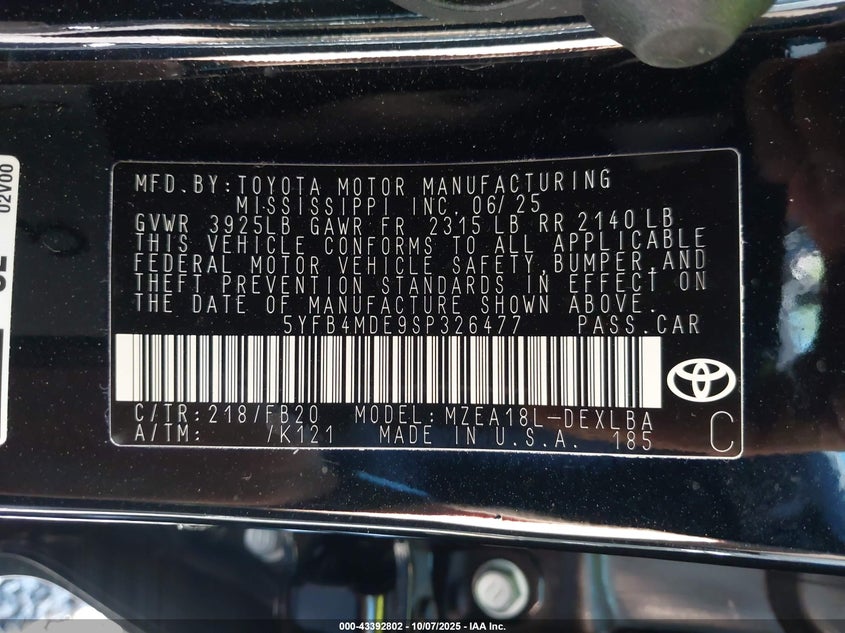 02V00
MFD.BY:TOYOTA MOTOR MANUFACTURING
MISSISSIPPI INC. 06/25
GVWR 3925LB GAWR FR 2315 LB RR 2140 LB
THIS VEHICLE CONFORMS TO ALL APPLICABLE
FEDERAL MOTOR VEHICLE SAFETY,BUMPER,AND
THEFT PREVENTION STANDARDS IN EFFECT ON
THE DATE OF MANUFACTURE SHOWN ABOVE.
5YFB4MDE9SP326477 PASS.CAR
C/TR:218/FB20 MODEL:MZEA18L-DEXLBA
A/TM: /K121 MADE IN U.S.A. 185 C
000-43392802 - 10/07/2025 - IAA Inc.